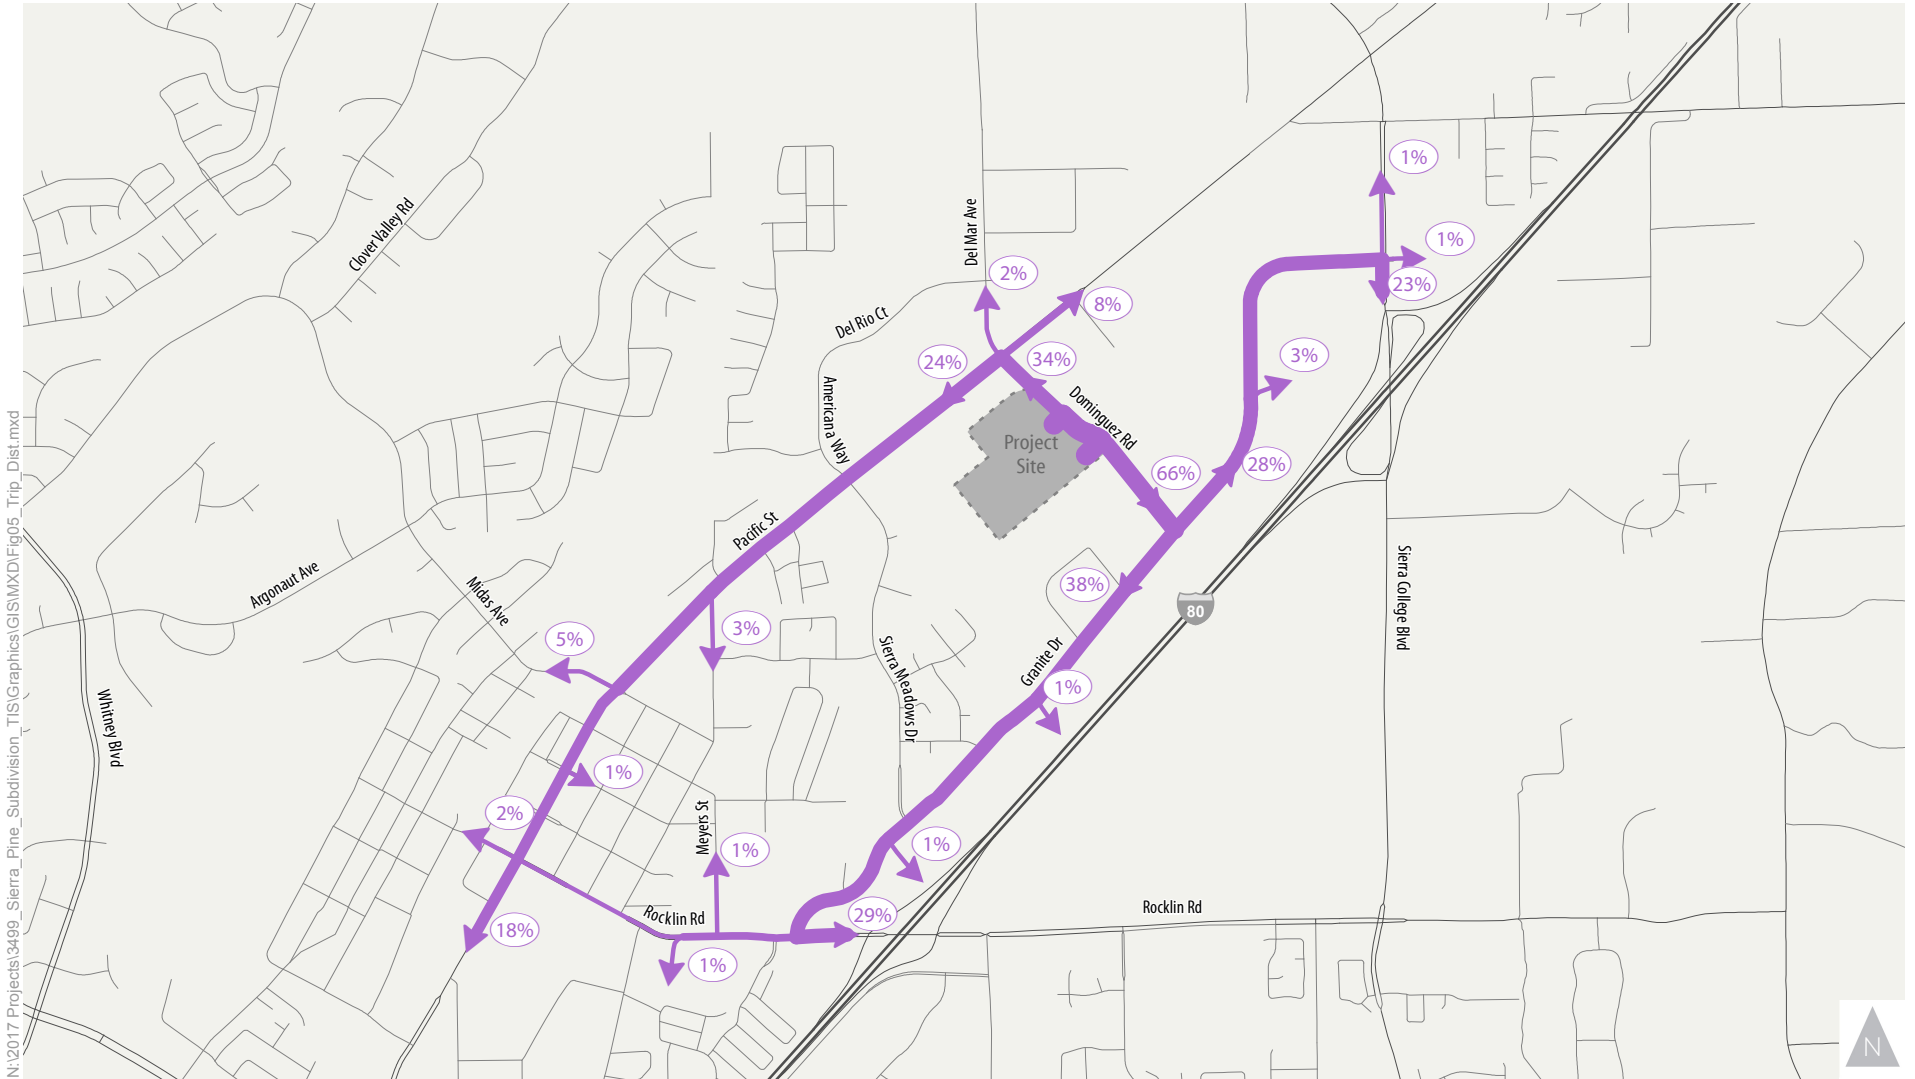 1%
1%
23%
Clover Valley Rd
Del Mar Ave
2%
8%
Del Rio Ct
24%
34%
3%
Americana Way
Dominguez Rd
Project
Site
66%
28%
Pacific St
Argonaut Ave
Midas Ave
38%
80
Sierra College Blvd
5%
3%
Sierra Meadows Dr
Granite Dr
1%
Whitney Blvd
1%
2%
Meyers St
1%
1%
Rocklin Rd
29%
Rocklin Rd
18%
1%
N
N:\2017 Projects\3499_Sierra_Pine_Subdivision_TIS\Graphics\GIS\MXD\Fig05_Trip_Dist.mxd